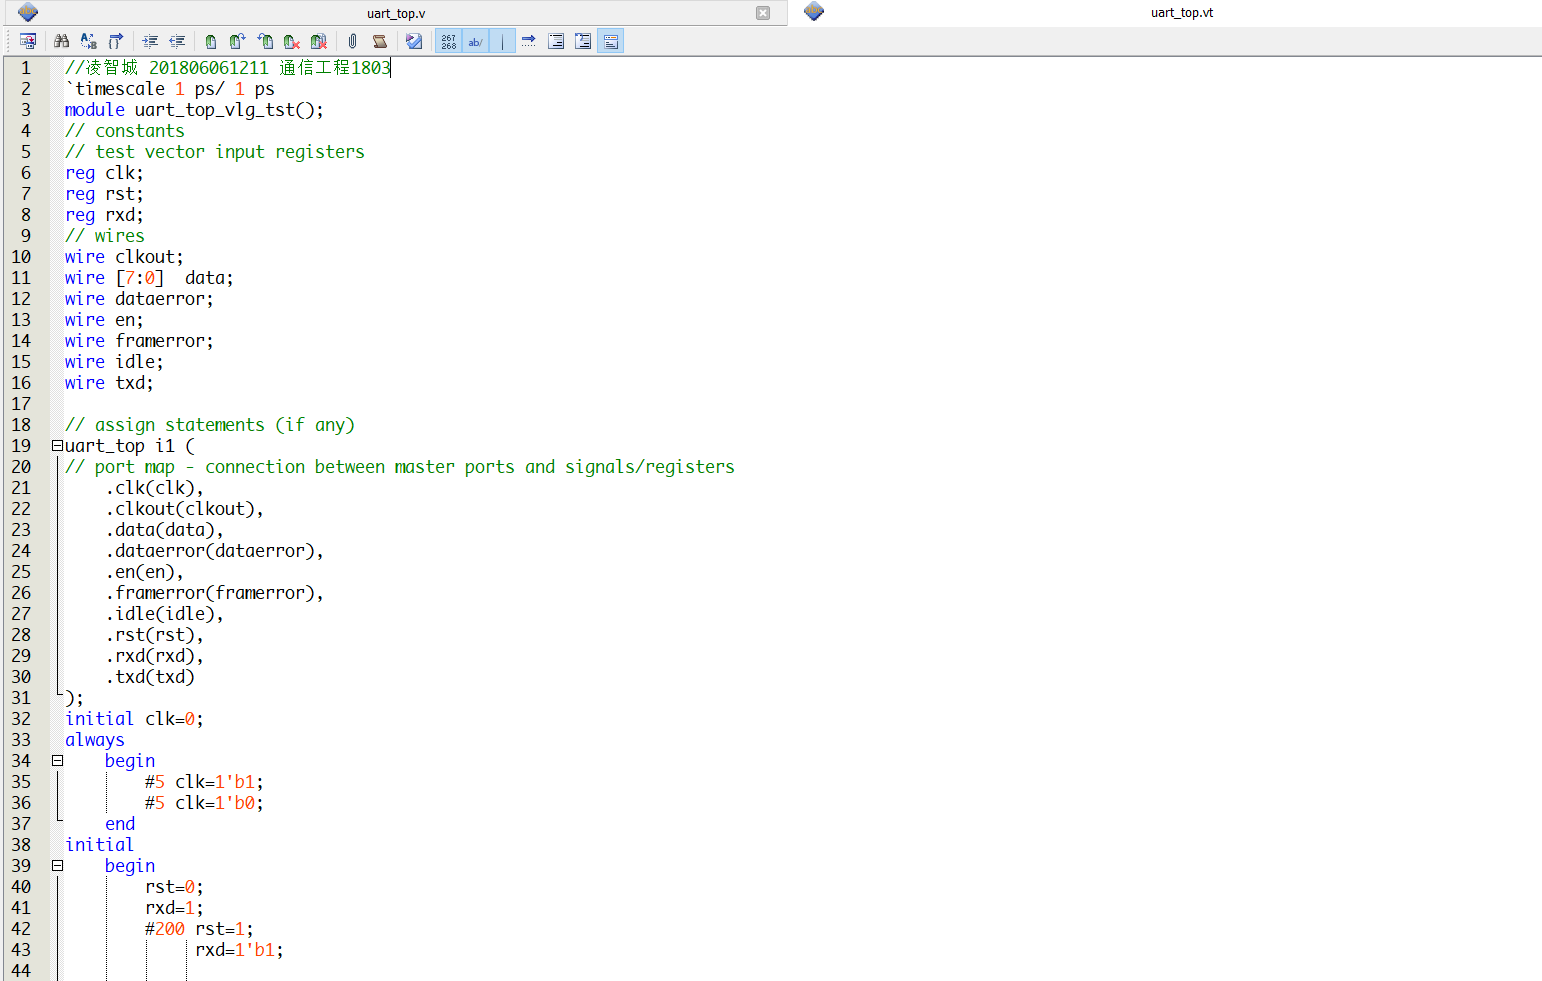 uart_top.v
uart_top.vt
267
268
ab/
1 //凌智城 201806061211 通信工程1803
2 `timescale 1 ps/ 1 ps
3 module uart_top_vlg_tst();
4 // constants
5 // test vector input registers
6 reg clk;
7 reg rst;
8 reg rxd;
9 // wires
10 wire clkout;
11 wire [7:0]  data;
12 wire dataerror;
13 wire en;
14 wire framerror;
15 wire idle;
16 wire txd;
17
18 // assign statements (if any)
19 uart_top i1 (
20 // port map - connection between master ports and signals/registers
21     .clk(clk),
22     .clkout(clkout),
23     .data(data),
24     .dataerror(dataerror),
25     .en(en),
26     .framerror(framerror),
27     .idle(idle),
28     .rst(rst),
29     .rxd(rxd),
30     .txd(txd)
31 );
32 initial clk=0;
33 always
34     begin
35         #5 clk=1'b1;
36         #5 clk=1'b0;
37     end
38 initial
39     begin
40         rst=0;
41         rxd=1;
42         #200 rst=1;
43              rxd=1'b1;
44